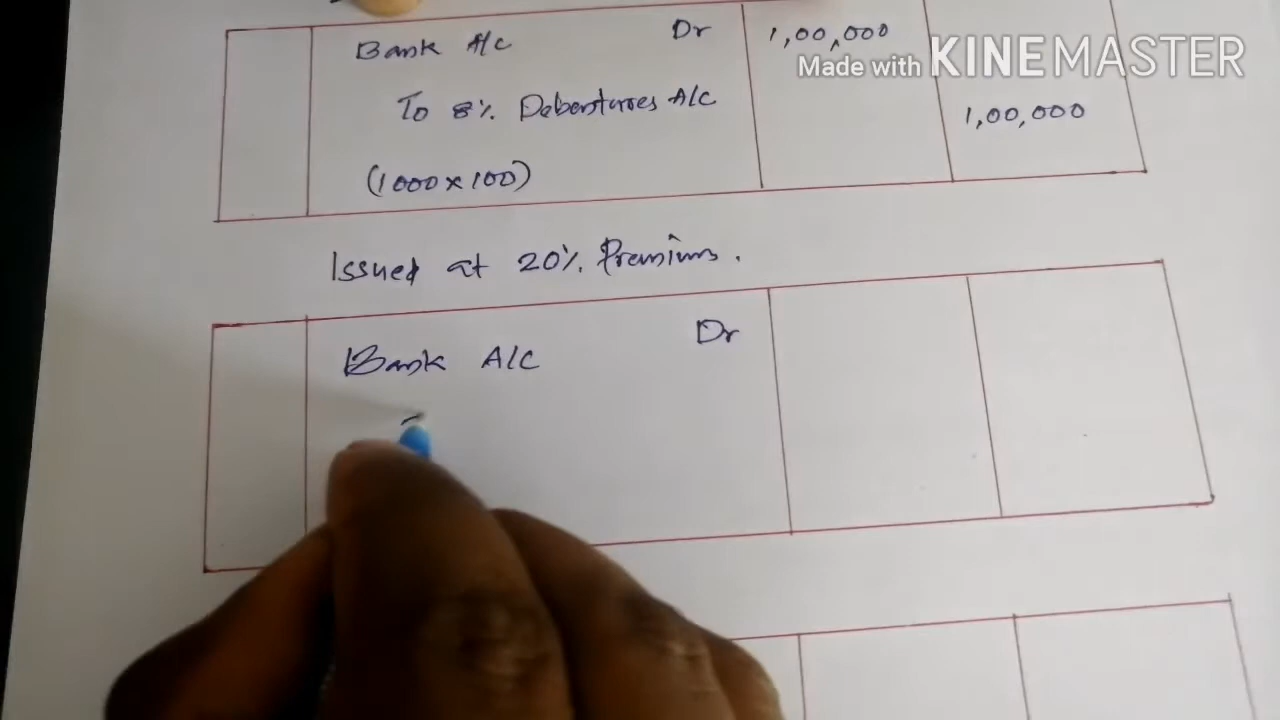 Bank A/c Dr 1,00,000
Made with KINEMASTER
To 8% Debentures A/c 1,00,000
(1000×100)
Issued at 20% Premium.
Bank A/C Dr